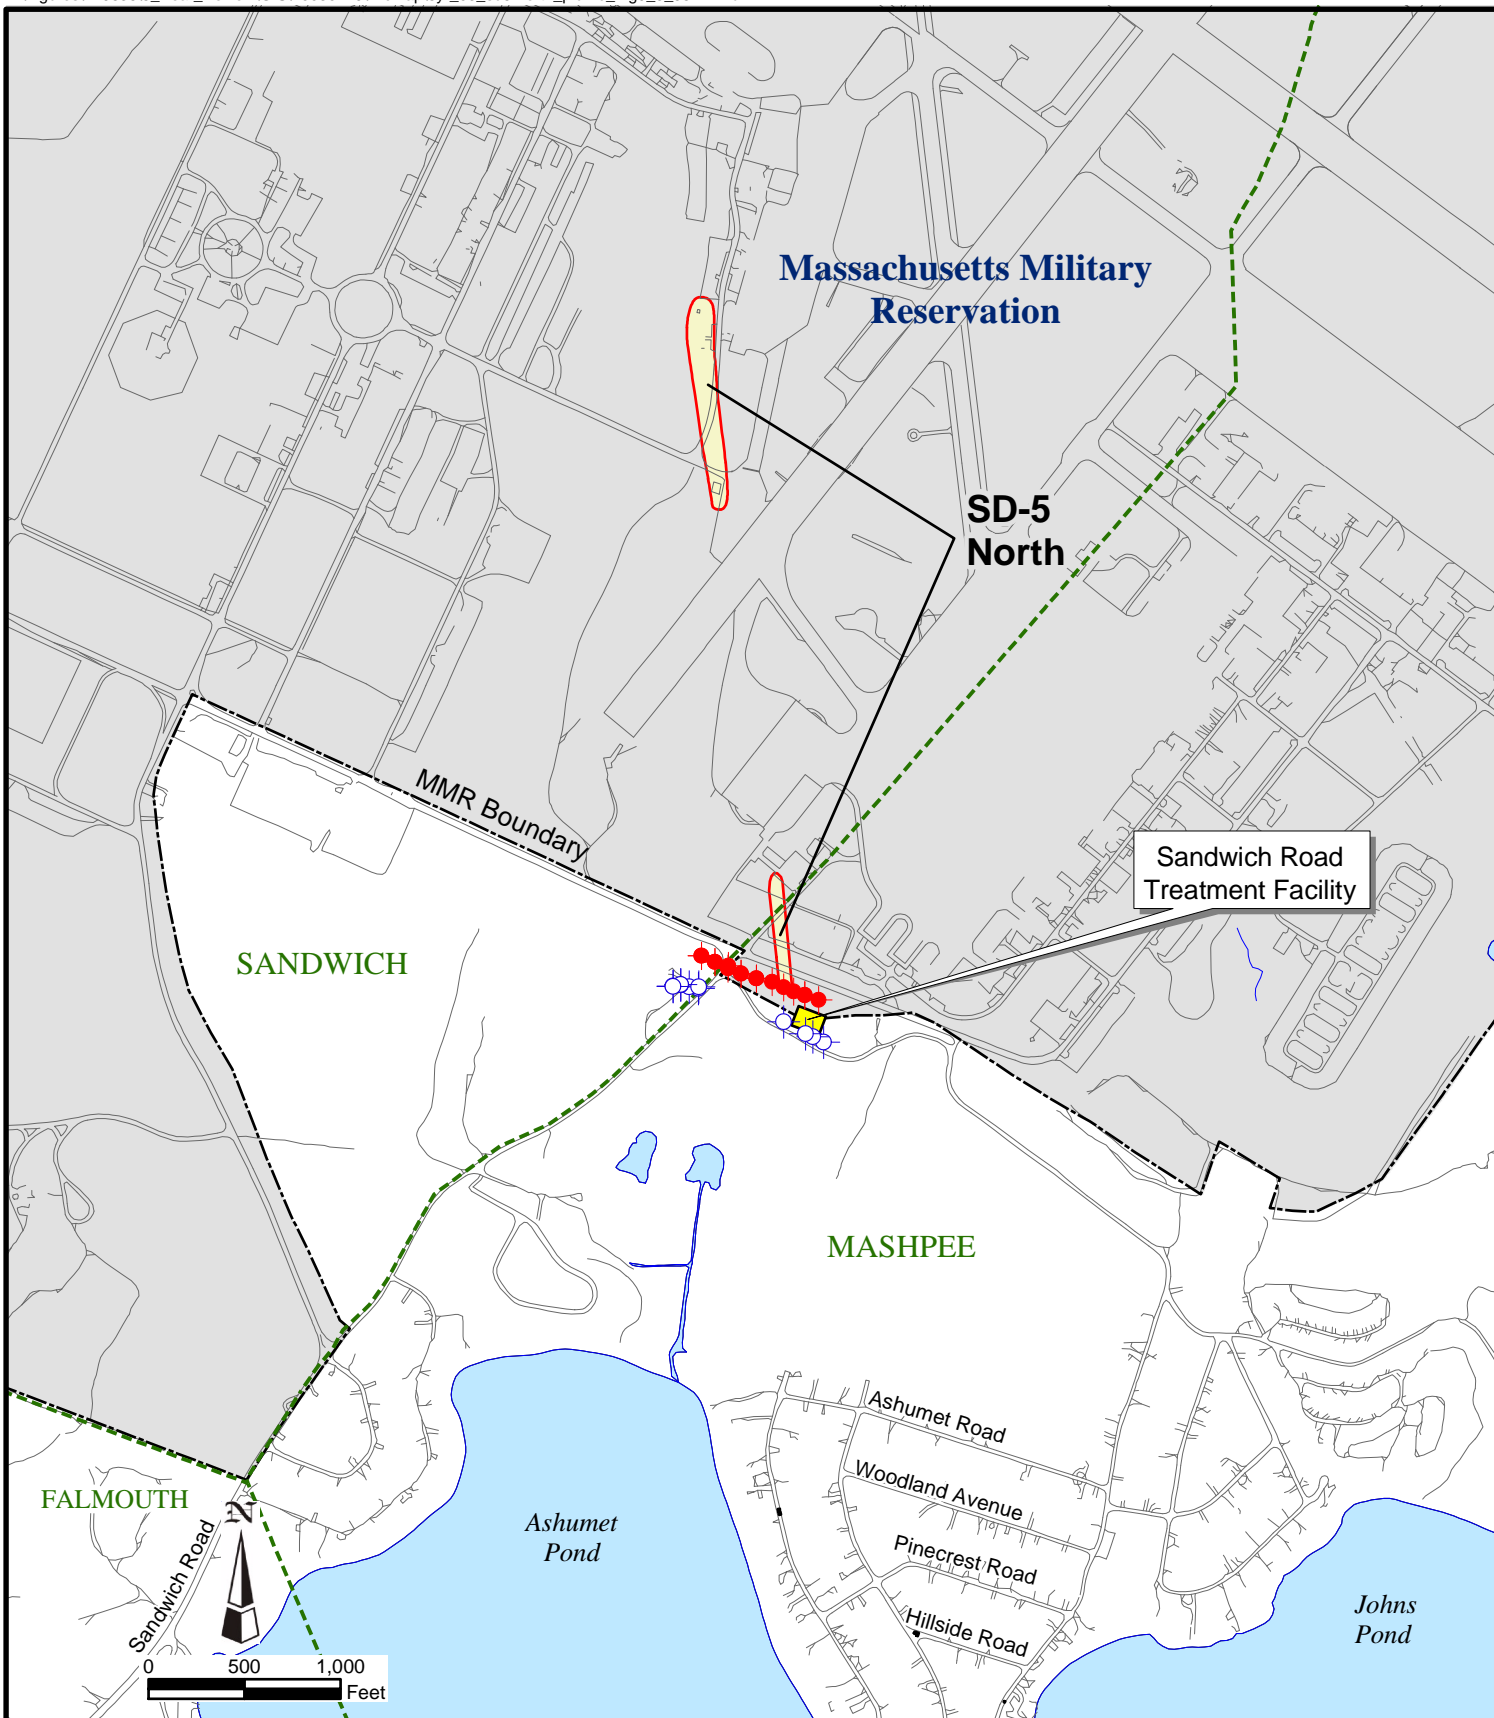 Massachusetts Military
Reservation
SD-5
North
MMR Boundary
Sandwich Road
Treatment Facility
SANDWICH
MASHPEE
Ashumet Road
Woodland Avenue
FALMOUTH
N
Ashumet
Pond
Pinecrest Road
Sandwich Road
Hillside Road
Johns
Pond
0 500 1,000
Feet